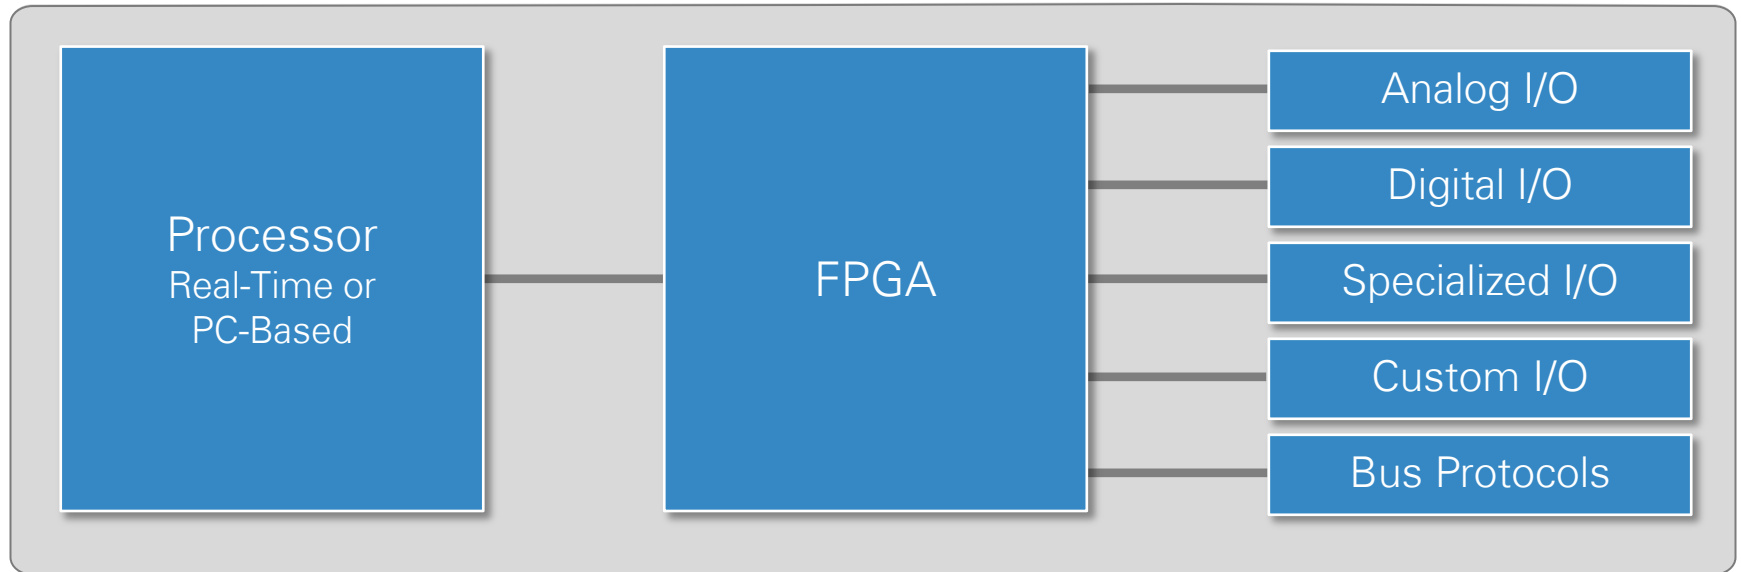 Processor
Real-Time or
PC-Based
FPGA
Analog I/O
Digital I/O
Specialized I/O
Custom I/O
Bus Protocols